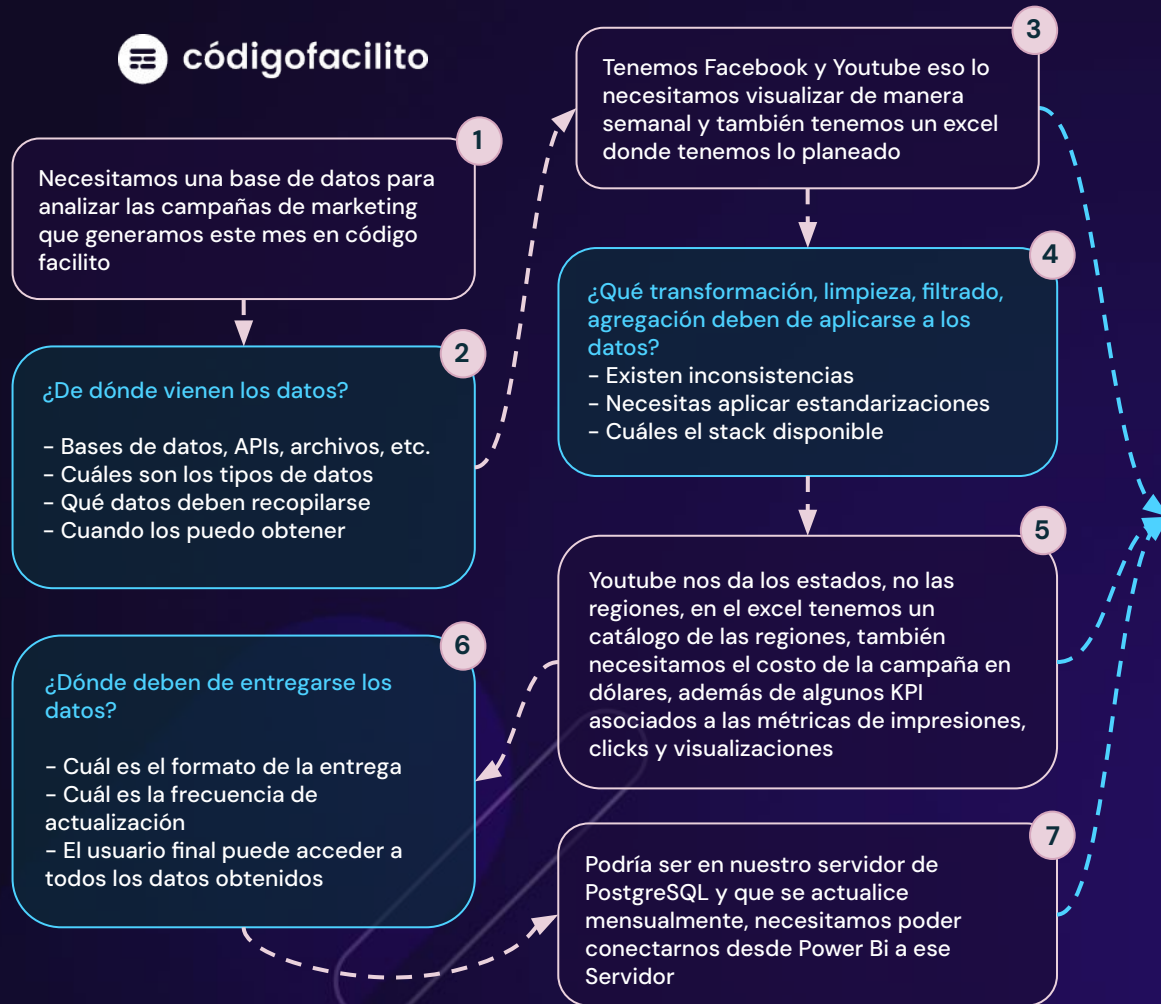 códigofacilito
1
Necesitamos una base de datos para
analizar las campañas de marketing
que generamos este mes en código
facilito
2
¿De dónde vienen los datos?
- Bases de datos, APIs, archivos, etc.
- Cuáles son los tipos de datos
- Qué datos deben recopilarse
- Cuando los puedo obtener
3
Tenemos Facebook y Youtube eso lo
necesitamos visualizar de manera
semanal y también tenemos un excel
donde tenemos lo planeado
4
¿Qué transformación, limpieza, filtrado,
agregación deben de aplicarse a los
datos?
- Existen inconsistencias
- Necesitas aplicar estandarizaciones
- Cuáles el stack disponible
5
Youtube nos da los estados, no las
regiones, en el excel tenemos un
catálogo de las regiones, también
necesitamos el costo de la campaña en
dólares, además de algunos KPI
asociados a las métricas de impresiones,
clicks y visualizaciones
6
¿Dónde deben de entregarse los
datos?
- Cuál es el formato de la entrega
- Cuál es la frecuencia de
actualización
- El usuario final puede acceder a
todos los datos obtenidos
7
Podría ser en nuestro servidor de
PostgreSQL y que se actualice
mensualmente, necesitamos poder
conectarnos desde Power Bi a ese
Servidor